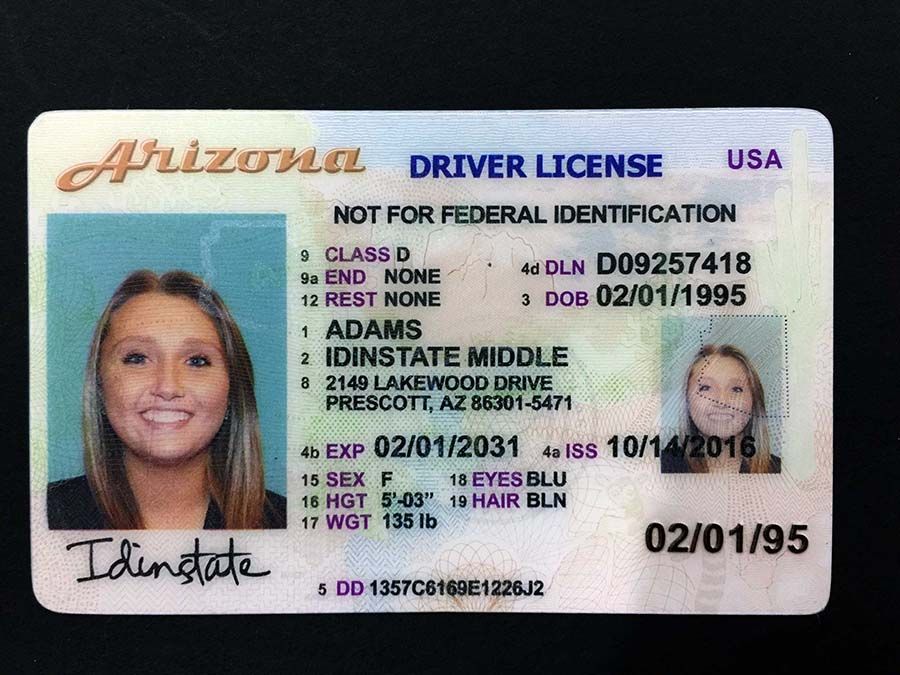 Arizona DRIVER LICENSE USA
NOT FOR FEDERAL IDENTIFICATION
9 CLASS D
9a END NONE
12 REST NONE
4d DLN D09257418
3 DOB 02/01/1995
1 ADAMS
2 IDINSTATE MIDDLE
8 2149 LAKEWOOD DRIVE
PRESCOTT, AZ 86301-5471
4b EXP 02/01/2031 4a ISS 10/14/2016
15 SEX F 18 EYES BLU
16 HGT 5'-03" 19 HAIR BLN
17 WGT 135 lb
02/01/95
Idinstate
5 DD 1357C6169E1226J2